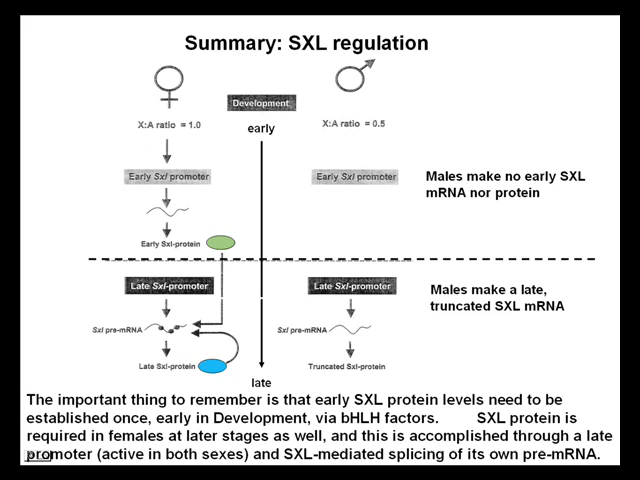 Summary: SXL regulation
Development
X:A ratio = 1.0
X:A ratio = 0.5
early
Early Sxl promoter
Early Sxl promoter
Males make no early SXL
mRNA nor protein
Early Sxl-protein
Late Sxl-promoter
Late Sxl-promoter
Males make a late,
truncated SXL mRNA
Sxl pre-mRNA
Sxl pre-mRNA
Late Sxl-protein
Truncated Sxl-protein
late
The important thing to remember is that early SXL protein levels need to be
established once, early in Development, via bHLH factors. SXL protein is
required in females at later stages as well, and this is accomplished through a late
promoter (active in both sexes) and SXL-mediated splicing of its own pre-mRNA.